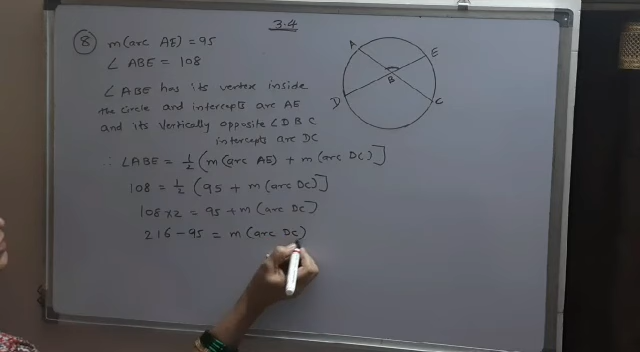 3.4
8 m(arc AE) = 95
∠ ABE = 108
∠ ABE has its vertex inside
the circle and intercepts arc AE
and its vertically opposite ∠ D B C
intercepts arc DC
∴ ∠ABE = 1/2 (m(arc AE) + m(arc DC)]
108 = 1/2 (95 + m(arc DC)]
108 × 2 = 95 + m(arc DC)
216 - 95 = m(arc DC)
A
E
B
D
C